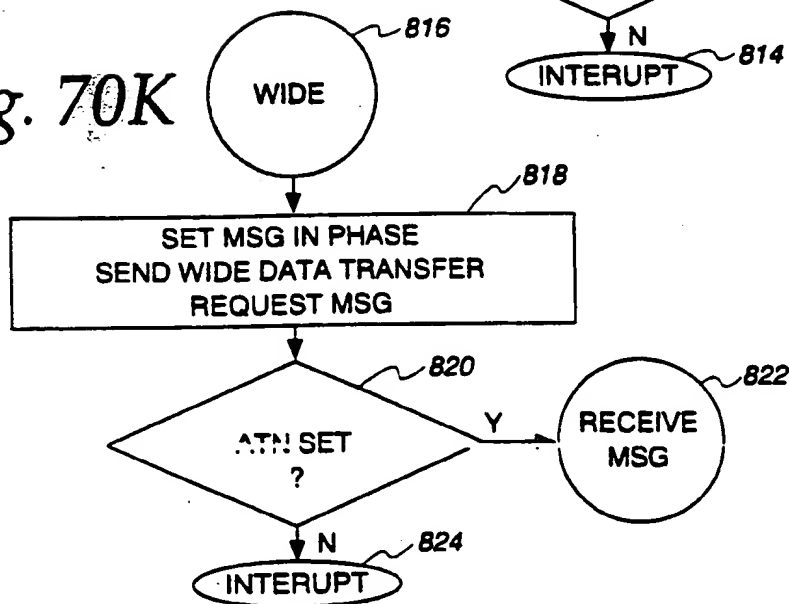 816
N
814
INTERUPT
g. 70K
WIDE
818
SET MSG IN PHASE
SEND WIDE DATA TRANSFER
REQUEST MSG
820
822
ATN SET
?
Y
RECEIVE
MSG
N
824
INTERUPT